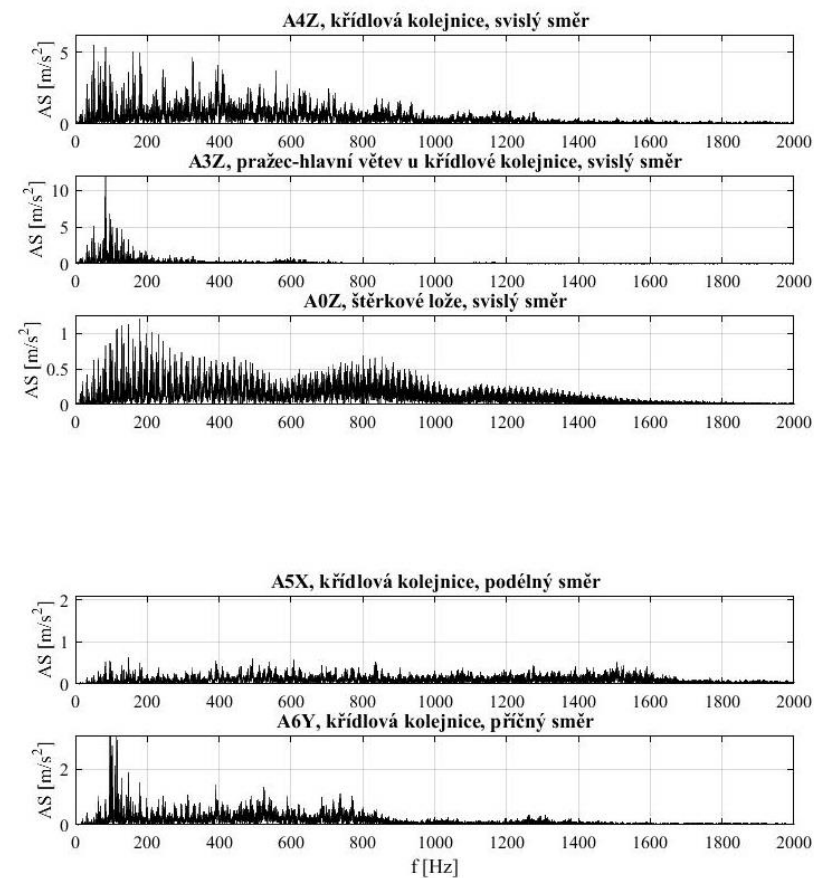 A4Z, křídlová kolejnice, svislý směr
AS [m/s²]
5
0
0 200 400 600 800 1000 1200 1400 1600 1800 2000
A3Z, pražec-hlavní větev u křídlové kolejnice, svislý směr
AS [m/s²]
10
5
0
0 200 400 600 800 1000 1200 1400 1600 1800 2000
A0Z, štěrkové lože, svislý směr
AS [m/s²]
1
0.5
0
0 200 400 600 800 1000 1200 1400 1600 1800 2000
A5X, křídlová kolejnice, podélný směr
AS [m/s²]
2
1
0
0 200 400 600 800 1000 1200 1400 1600 1800 2000
A6Y, křídlová kolejnice, příčný směr
AS [m/s²]
2
0
0 200 400 600 800 1000 1200 1400 1600 1800 2000
f [Hz]